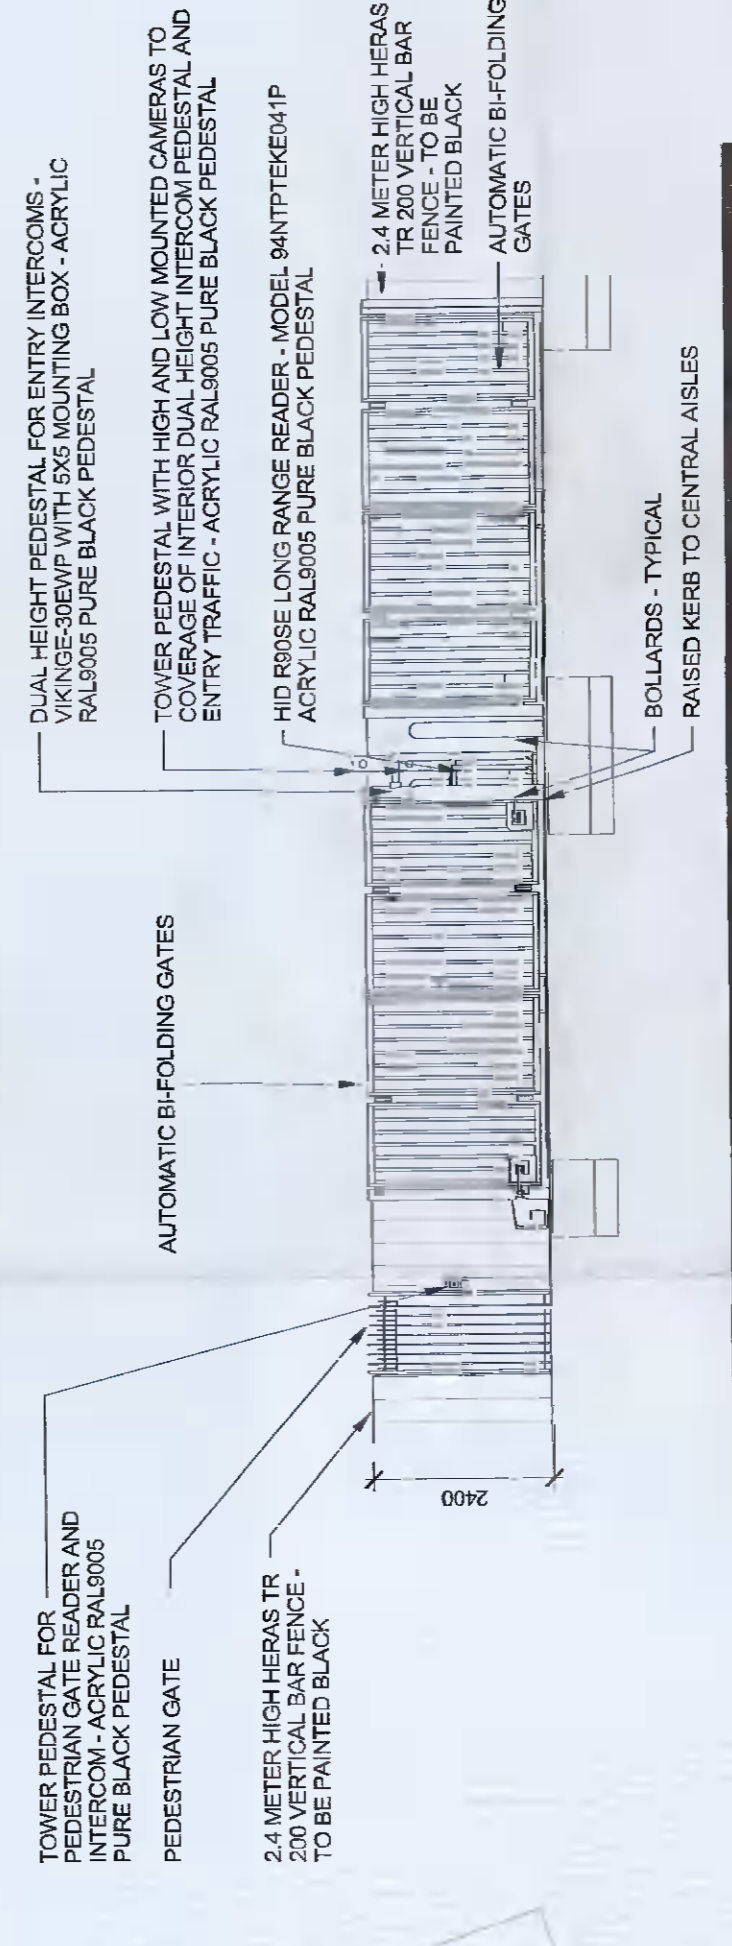 TOWER PEDESTAL FOR
PEDESTRIAN GATE READER AND
INTERCOM - ACRYLIC RAL9005
PURE BLACK PEDESTAL
PEDESTRIAN GATE
2.4 METER HIGH HERAS TR
200 VERTICAL BAR FENCE -
TO BE PAINTED BLACK
2400
AUTOMATIC BI-FOLDING GATES
DUAL HEIGHT PEDESTAL FOR ENTRY INTERCOMS -
VIKINGE-30EWP WITH 5X5 MOUNTING BOX - ACRYLIC
RAL9005 PURE BLACK PEDESTAL
TOWER PEDESTAL WITH HIGH AND LOW MOUNTED CAMERAS TO
COVERAGE OF INTERIOR DUAL HEIGHT INTERCOM PEDESTAL AND
ENTRY TRAFFIC - ACRYLIC RAL9005 PURE BLACK PEDESTAL
HID R90SE LONG RANGE READER - MODEL 94NTPTEKE041P
ACRYLIC RAL9005 PURE BLACK PEDESTAL
2.4 METER HIGH HERAS
TR 200 VERTICAL BAR
FENCE - TO BE
PAINTED BLACK
AUTOMATIC BI-FOLDING
GATES
BOLLARDS - TYPICAL
RAISED KERB TO CENTRAL AISLES